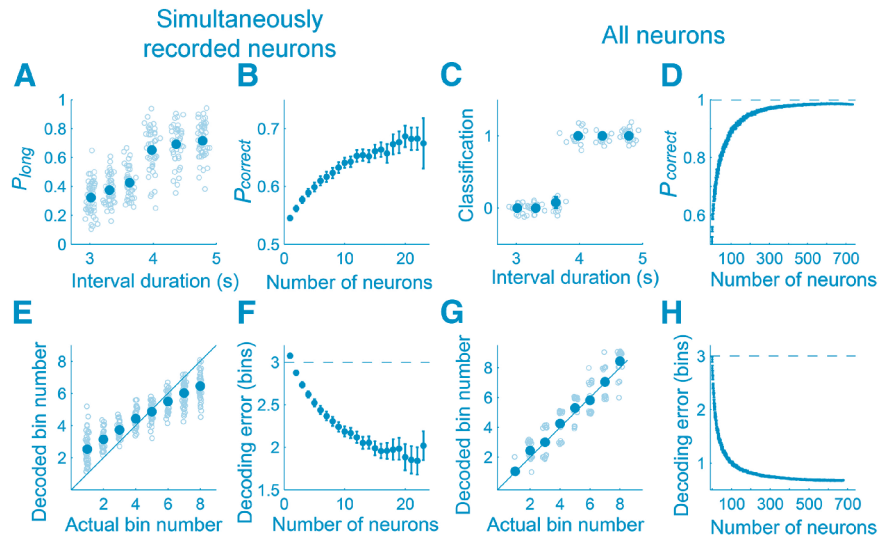 Simultaneously
recorded neurons
All neurons
A
P_long
1
0.8
0.6
0.4
0.2
0
3
4
5
Interval duration (s)
B
P_correct
0.7
0.6
0.5
0
10
20
Number of neurons
C
Classification
1
0
3
4
5
Interval duration (s)
D
P_correct
1
0.8
0.6
100
300
500
700
Number of neurons
E
Decoded bin number
8
6
4
2
2
4
6
8
Actual bin number
F
Decoding error (bins)
3
2.5
2
1.5
0
10
20
Number of neurons
G
Decoded bin number
8
6
4
2
2
4
6
8
Actual bin number
H
Decoding error (bins)
3
2
1
100
300
500
700
Number of neurons